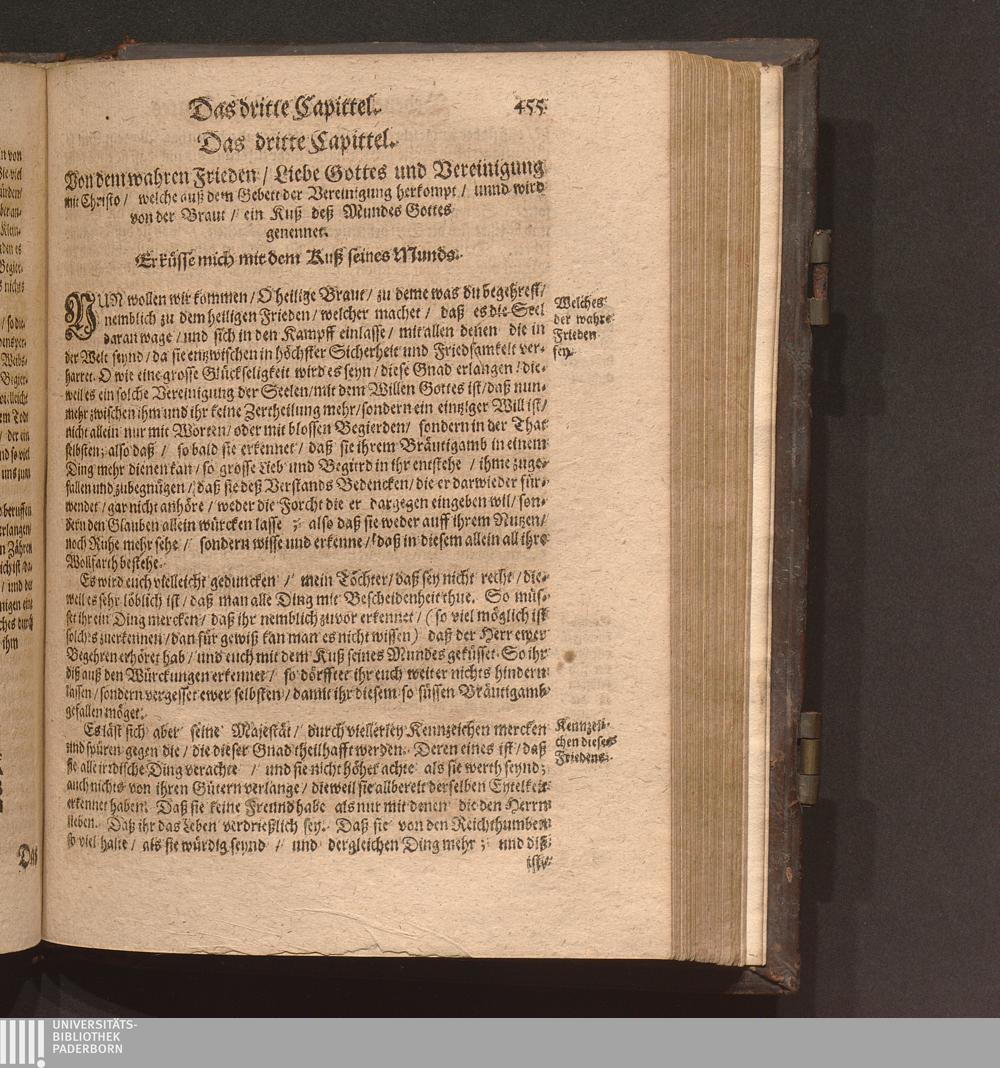 Das dritte Capittel. 455
Das dritte Capittel.
Von dem wahren Frieden / Liebe Gottes und Vereinigung
mit Christo / welche auß dem Gebett der Vereinigung herkompt / unnd wird
von der Braut / ein Kuß deß Mundes Gottes
genennet.
Er küsse mich mit dem Kuß seines Munds.
NUN wollen wir kommen / O heilige Braut / zu deme was du begehrest /
nemblich zu dem heiligen Frieden / welcher machet / daß es die Seel
daran wage / und sich in den Kampff einlasse / mit allen denen die in
der Welt seynd / da sie entzwischen in höchster Sicherheit und Friedsamkeit ver-
harret. O wie eine grosse Glückseligkeit wird es seyn / diese Gnad erlangen / die-
weil es ein solche Vereinigung der Seelen / mit dem Willen Gottes ist / daß nun-
mehr zwischen ihm und ihr keine Zertheilung mehr / sondern ein eintziger Will ist /
nicht allein nur mit Worten / oder mit blossen Begierden / sondern in der That
selbsten; also daß / so bald sie erkennet / daß sie ihrem Bräutigamb in einem
Ding mehr dienen kan / so grosse Lieb und Begürd in ihr entstehe / ihme zuge-
fallen und zubegnügen / daß sie deß Verstands Bedencken / die er darwieder für-
wendet / gar nicht anhöre / weder die Forcht die er dargegen eingeben wil / son-
dern den Glauben allein würcken lasse ; also daß sie weder auff ihrem Nutzen /
noch Ruhe mehr sehe / sondern wisse und erkenne / daß in diesem allein all ihre
Wolfarth bestehe.
Welches
der wahre
Frieden
sey.
Es wird euch vielleicht geduncken / mein Töchter / daß sey nicht recht / die-
weil es sehr löblich ist / daß man alle Ding mit Bescheidenheit thue. So müs-
set ihr ein Ding mercken / daß ihr nemblich zuvor erkennet / (so viel möglich ist
solches zuerkennen / dan für gewiß kan man es nicht wissen) daß der Herr ewer
Begehren erhöret hab / und euch mit dem Kuß seines Mundes geküsset. So ihr
diß auß den Würckungen erkennet / so dörffet ihr euch weiter nichts hindern
lassen / sondern vergesset ewer selbsten / damit ihr diesem so süssen Bräutigamb
gefallen möget.
Es läst sich aber seine Majestät / durch viellerley Kennzeichen mercken
und spüren gegen die / die dieser Gnad theilhafft werden. Deren eines ist / daß
sie alle irrdische Ding verachte / und sie nicht höher achte als sie werth seynd;
auch nichts von ihren Gütern verlange / dieweil sie allbereit derselben Eytelkeit
erkennet haben. Daß sie keine Freund habe als nur mit denen die den Herrn
lieben. Daß ihr das Leben verdrießlich sey. Daß sie von den Reichthumben
so viel halte / als sie würdig seynd / und dergleichen Ding mehr ; und diß
ist /
Kennzei-
chen dieses
Friedens.
Das
UNIVERSITÄTS-
BIBLIOTHEK
PADERBORN